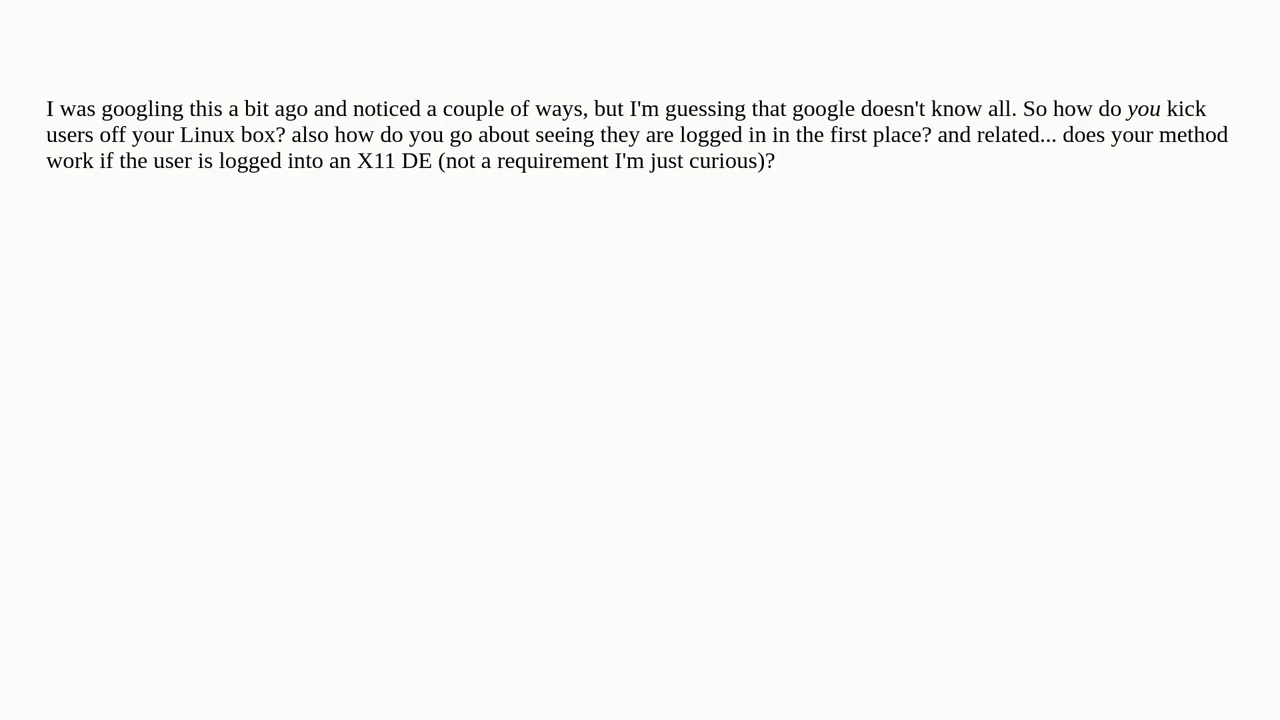 I was googling this a bit ago and noticed a couple of ways, but I'm guessing that google doesn't know all. So how do you kick
users off your Linux box? also how do you go about seeing they are logged in in the first place? and related... does your method
work if the user is logged into an X11 DE (not a requirement I'm just curious)?